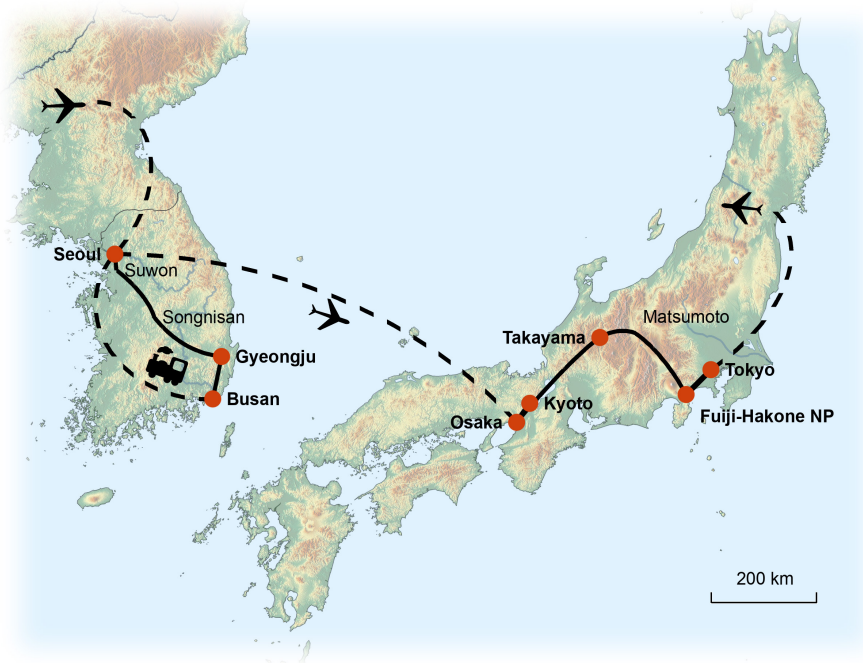 Seoul
Suwon
Songnisan
Gyeongju
Busan
Matsumoto
Takayama
Tokyo
Kyoto
Osaka
Fuiji-Hakone NP
200 km